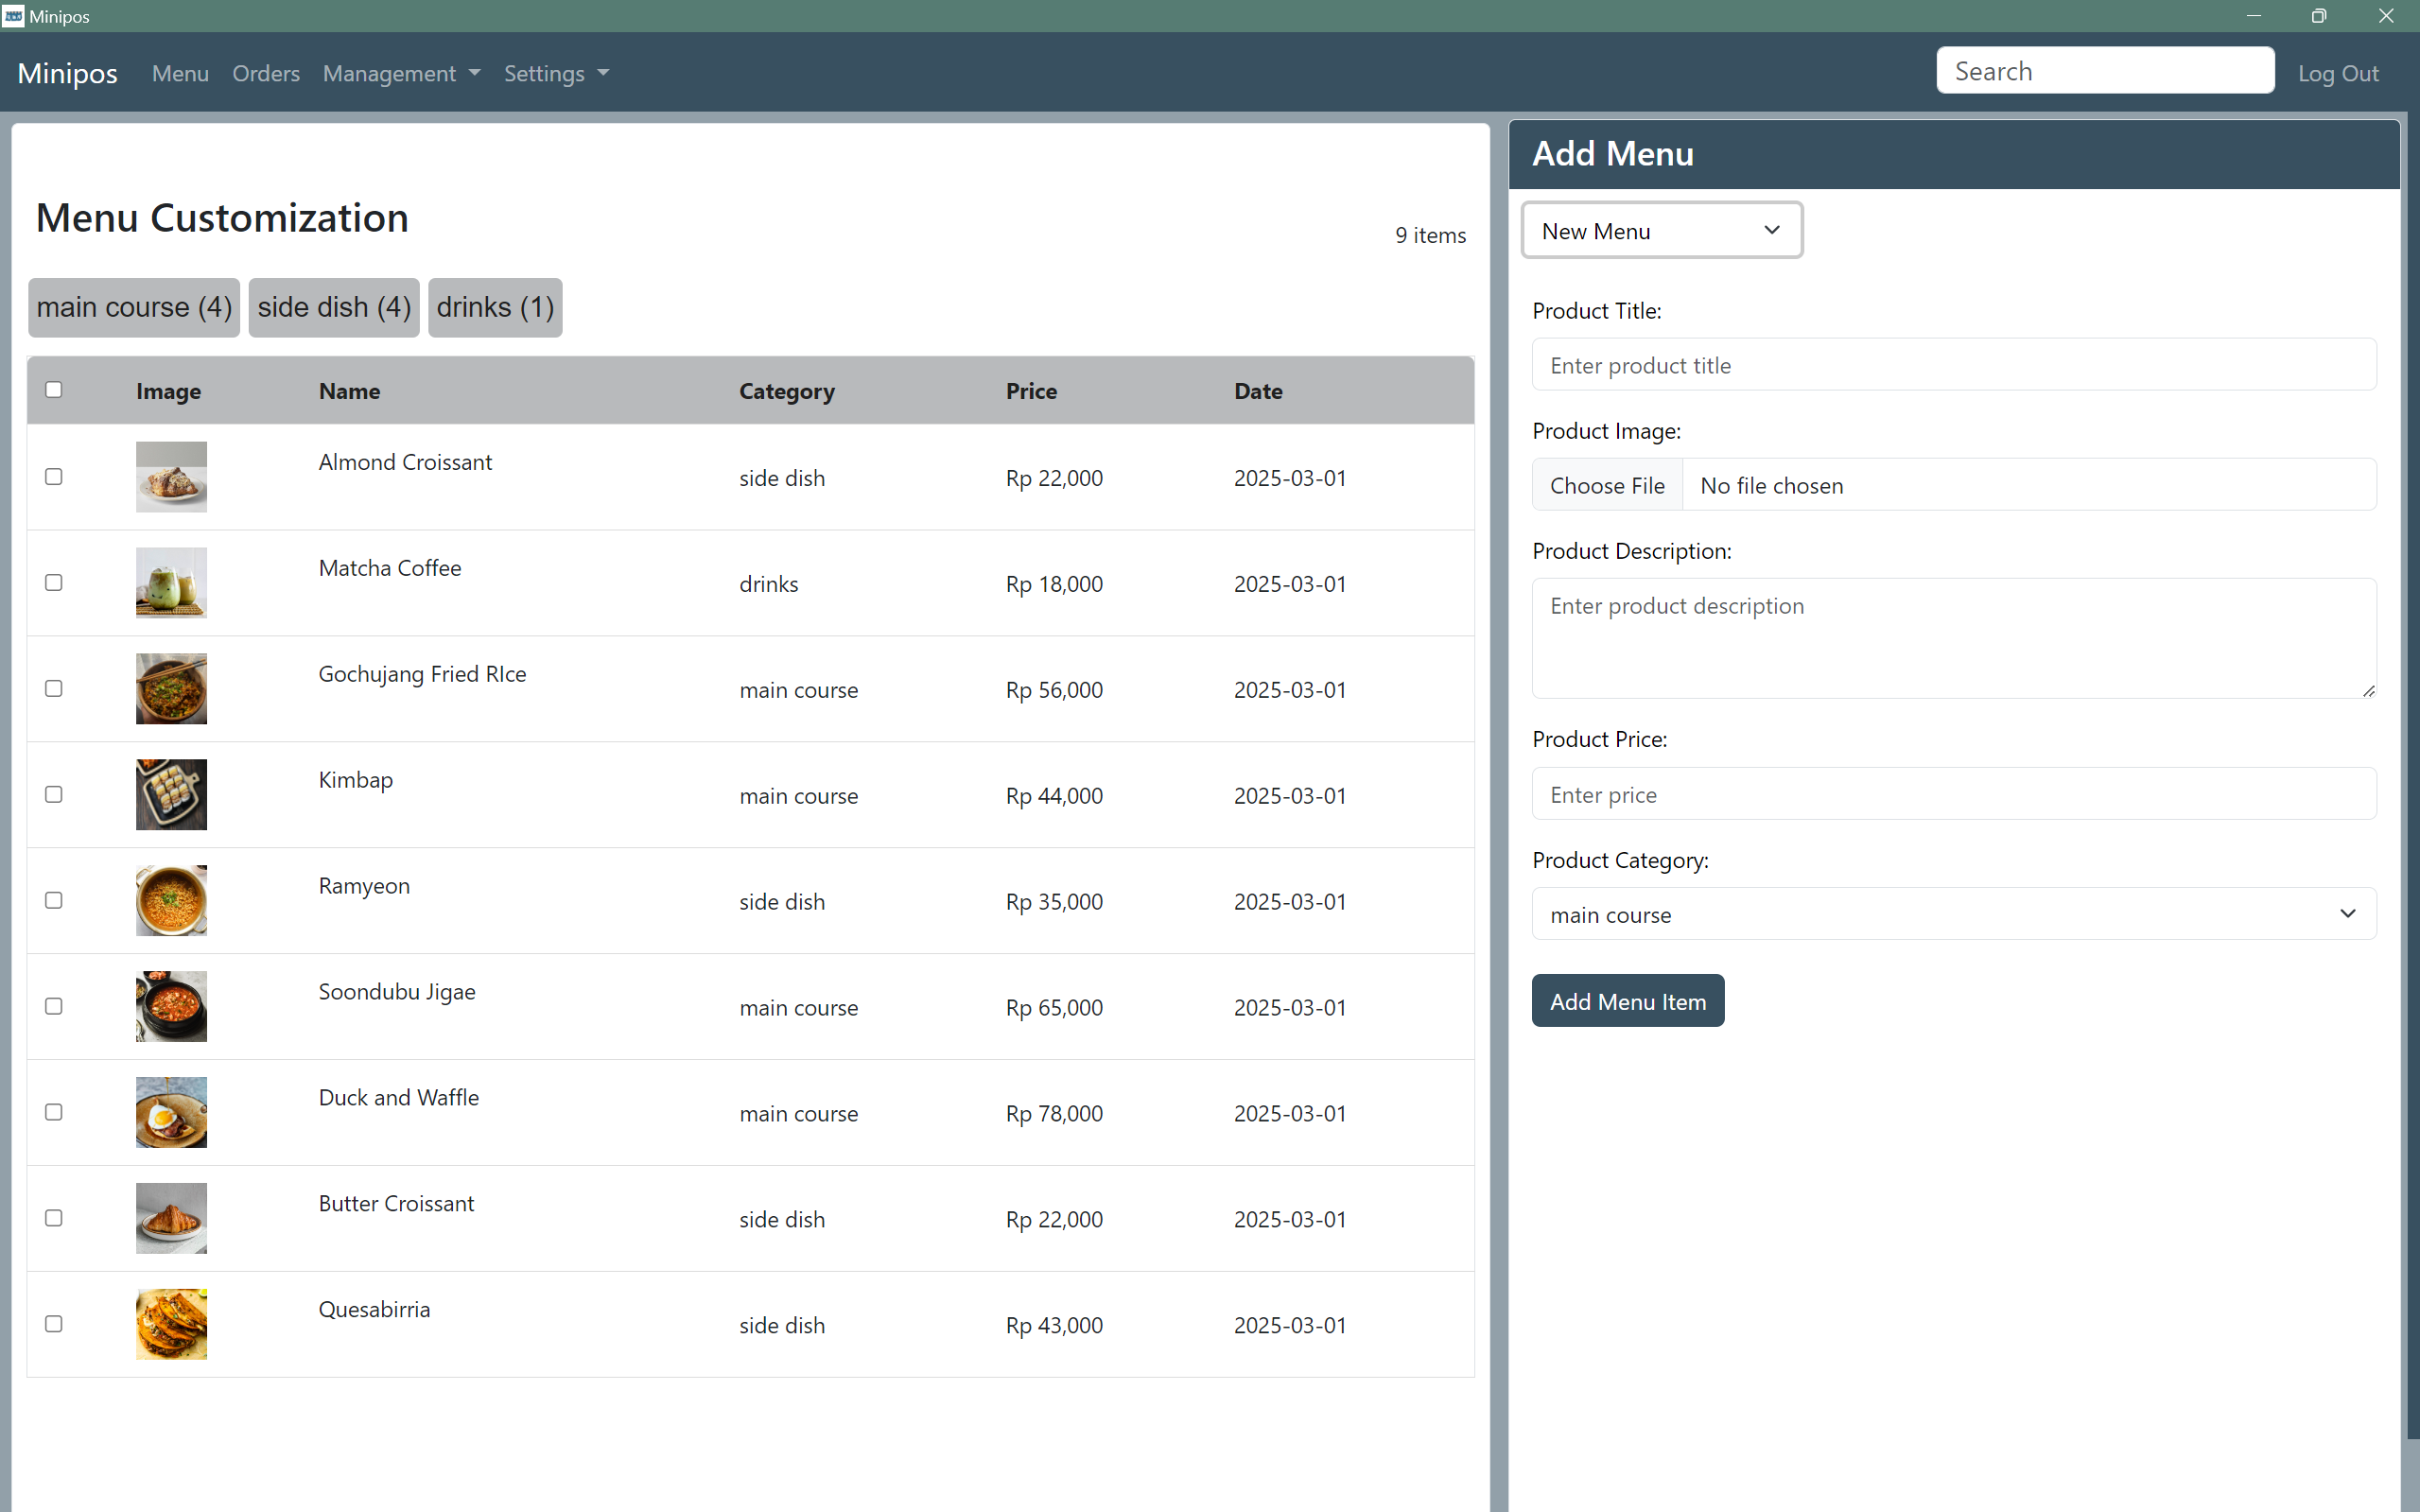 Minipos
Minipos Menu Orders Management Settings Search Log Out
Menu Customization
9 items
main course (4) side dish (4) drinks (1)
Image Name Category Price Date
Almond Croissant side dish Rp 22,000 2025-03-01
Matcha Coffee drinks Rp 18,000 2025-03-01
Gochujang Fried RIce main course Rp 56,000 2025-03-01
Kimbap main course Rp 44,000 2025-03-01
Ramyeon side dish Rp 35,000 2025-03-01
Soondubu Jigae main course Rp 65,000 2025-03-01
Duck and Waffle main course Rp 78,000 2025-03-01
Butter Croissant side dish Rp 22,000 2025-03-01
Quesabirria side dish Rp 43,000 2025-03-01
Add Menu
New Menu
Product Title:
Enter product title
Product Image:
Choose File No file chosen
Product Description:
Enter product description
Product Price:
Enter price
Product Category:
main course
Add Menu Item